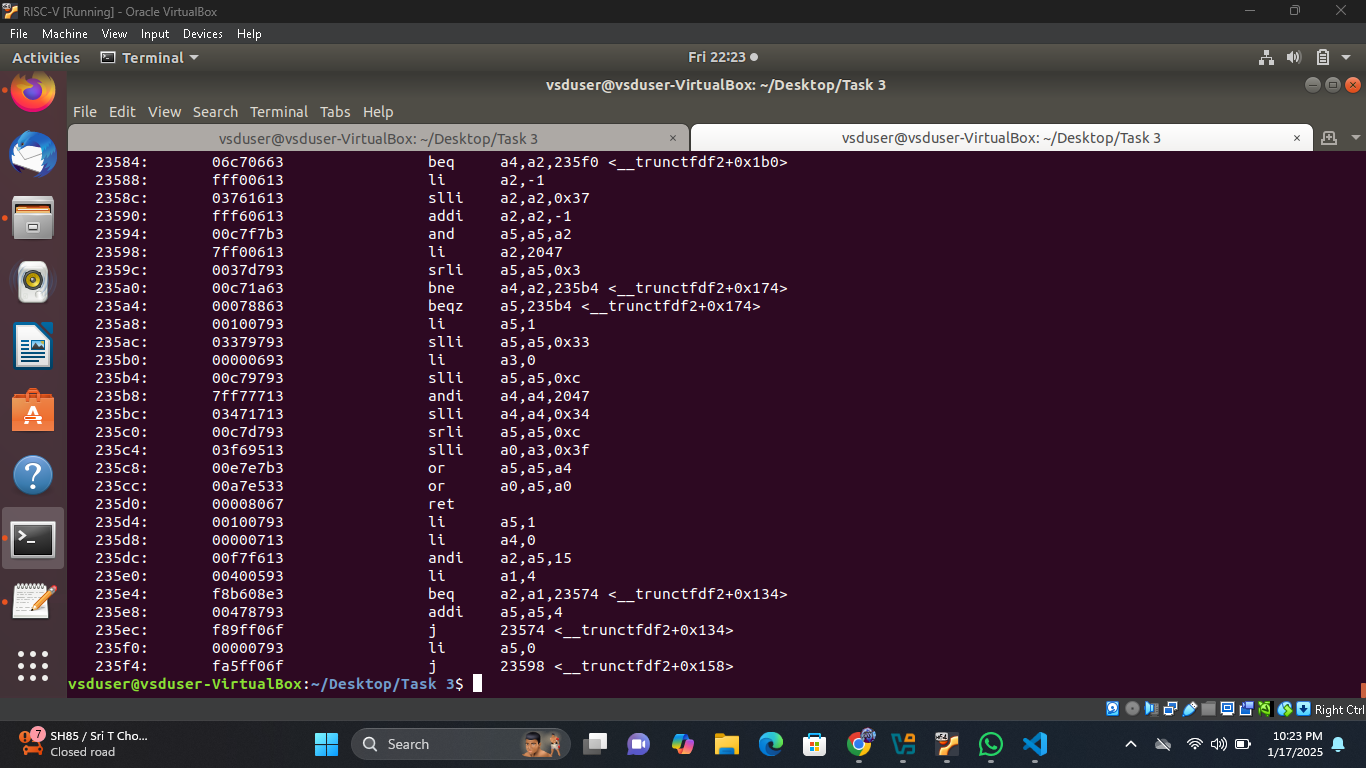 RISC-V [Running] - Oracle VirtualBox
File Machine View Input Devices Help
Activities Terminal Fri 22:23
vsduser@vsduser-VirtualBox: ~/Desktop/Task 3
File Edit View Search Terminal Tabs Help
vsduser@vsduser-VirtualBox: ~/Desktop/Task 3 × vsduser@vsduser-VirtualBox: ~/Desktop/Task 3 ×
23584: 06c70663 beq a4,a2,235f0 <__trunctfdf2+0x1b0>
23588: fff00613 li a2,-1
2358c: 03761613 slli a2,a2,0x37
23590: fff60613 addi a2,a2,-1
23594: 00c7f7b3 and a5,a5,a2
23598: 7ff00613 li a2,2047
2359c: 0037d793 srli a5,a5,0x3
235a0: 00c71a63 bne a4,a2,235b4 <__trunctfdf2+0x174>
235a4: 00078863 beqz a5,235b4 <__trunctfdf2+0x174>
235a8: 00100793 li a5,1
235ac: 03379793 slli a5,a5,0x33
235b0: 00000693 li a3,0
235b4: 00c79793 slli a5,a5,0xc
235b8: 7ff77713 andi a4,a4,2047
235bc: 03471713 slli a4,a4,0x34
235c0: 00c7d793 srli a5,a5,0xc
235c4: 03f69513 slli a0,a3,0x3f
235c8: 00e7e7b3 or a5,a5,a4
235cc: 00a7e533 or a0,a5,a0
235d0: 00008067 ret
235d4: 00100793 li a5,1
235d8: 00000713 li a4,0
235dc: 00f7f613 andi a2,a5,15
235e0: 00400593 li a1,4
235e4: f8b608e3 beq a2,a1,23574 <__trunctfdf2+0x134>
235e8: 00478793 addi a5,a5,4
235ec: f89ff06f j 23574 <__trunctfdf2+0x134>
235f0: 00000793 li a5,0
235f4: fa5ff06f j 23598 <__trunctfdf2+0x158>
vsduser@vsduser-VirtualBox:~/Desktop/Task 3$
Right Ctrl
7 SH85 / Sri T Cho...
Closed road
Search
10:23 PM
1/17/2025